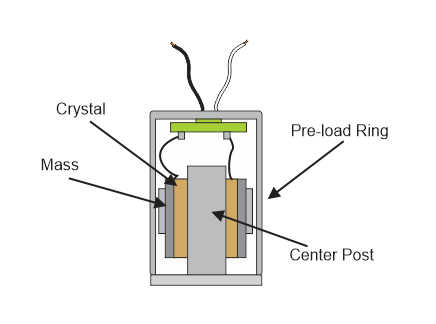 Crystal
Pre-load Ring
Mass
Center Post